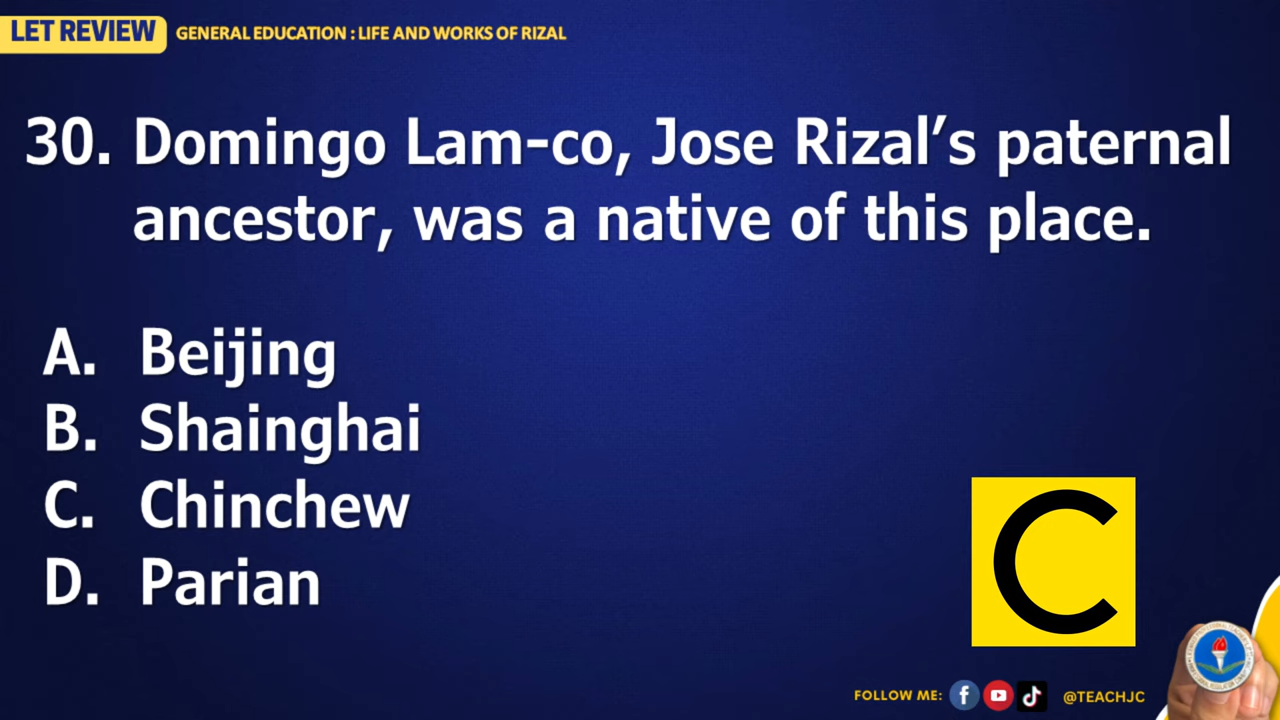 LET REVIEW
GENERAL EDUCATION : LIFE AND WORKS OF RIZAL
30. Domingo Lam-co, Jose Rizal’s paternal
ancestor, was a native of this place.
A. Beijing
B. Shainghai
C. Chinchew
D. Parian
C
FOLLOW ME: @TEACHJC